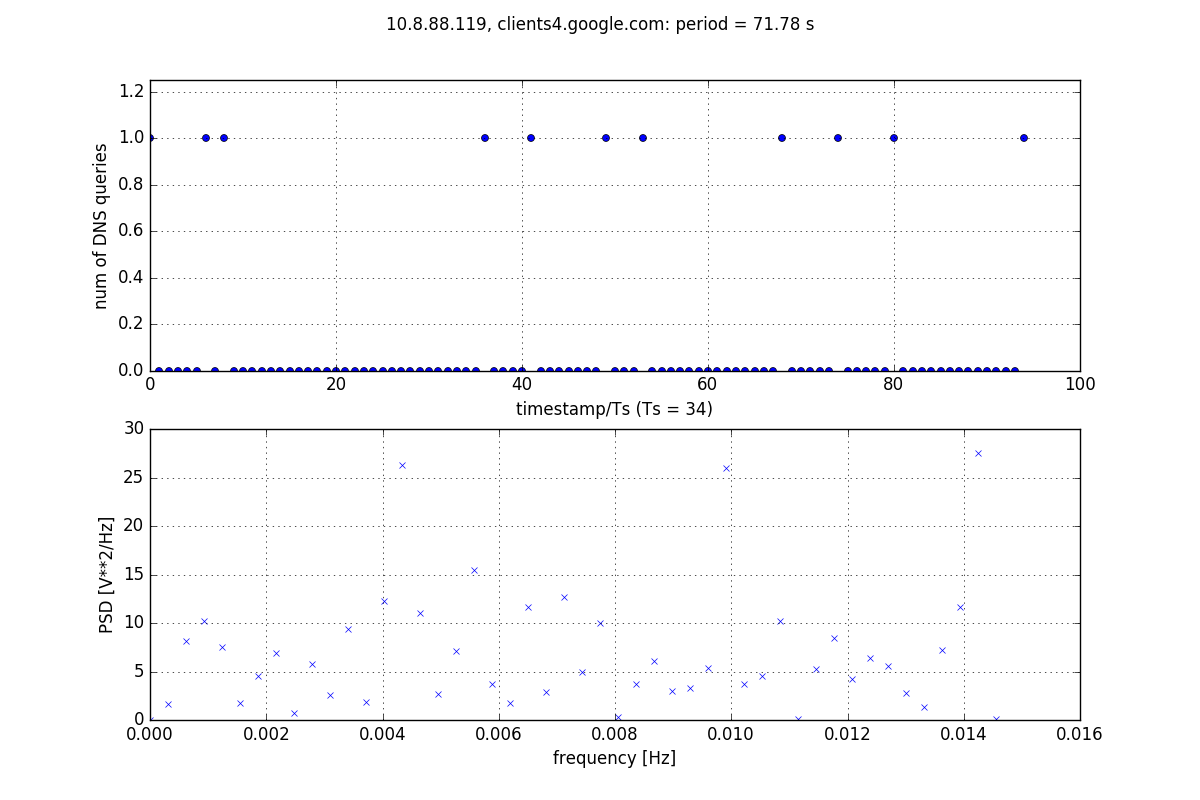 10.8.88.119, clients4.google.com: period = 71.78 s
num of DNS queries
1.2
1.0
0.8
0.6
0.4
0.2
0.0
0 20 40 60 80 100
timestamp/Ts (Ts = 34)
PSD [V**2/Hz]
30
25
20
15
10
5
0
0.000 0.002 0.004 0.006 0.008 0.010 0.012 0.014 0.016
frequency [Hz]